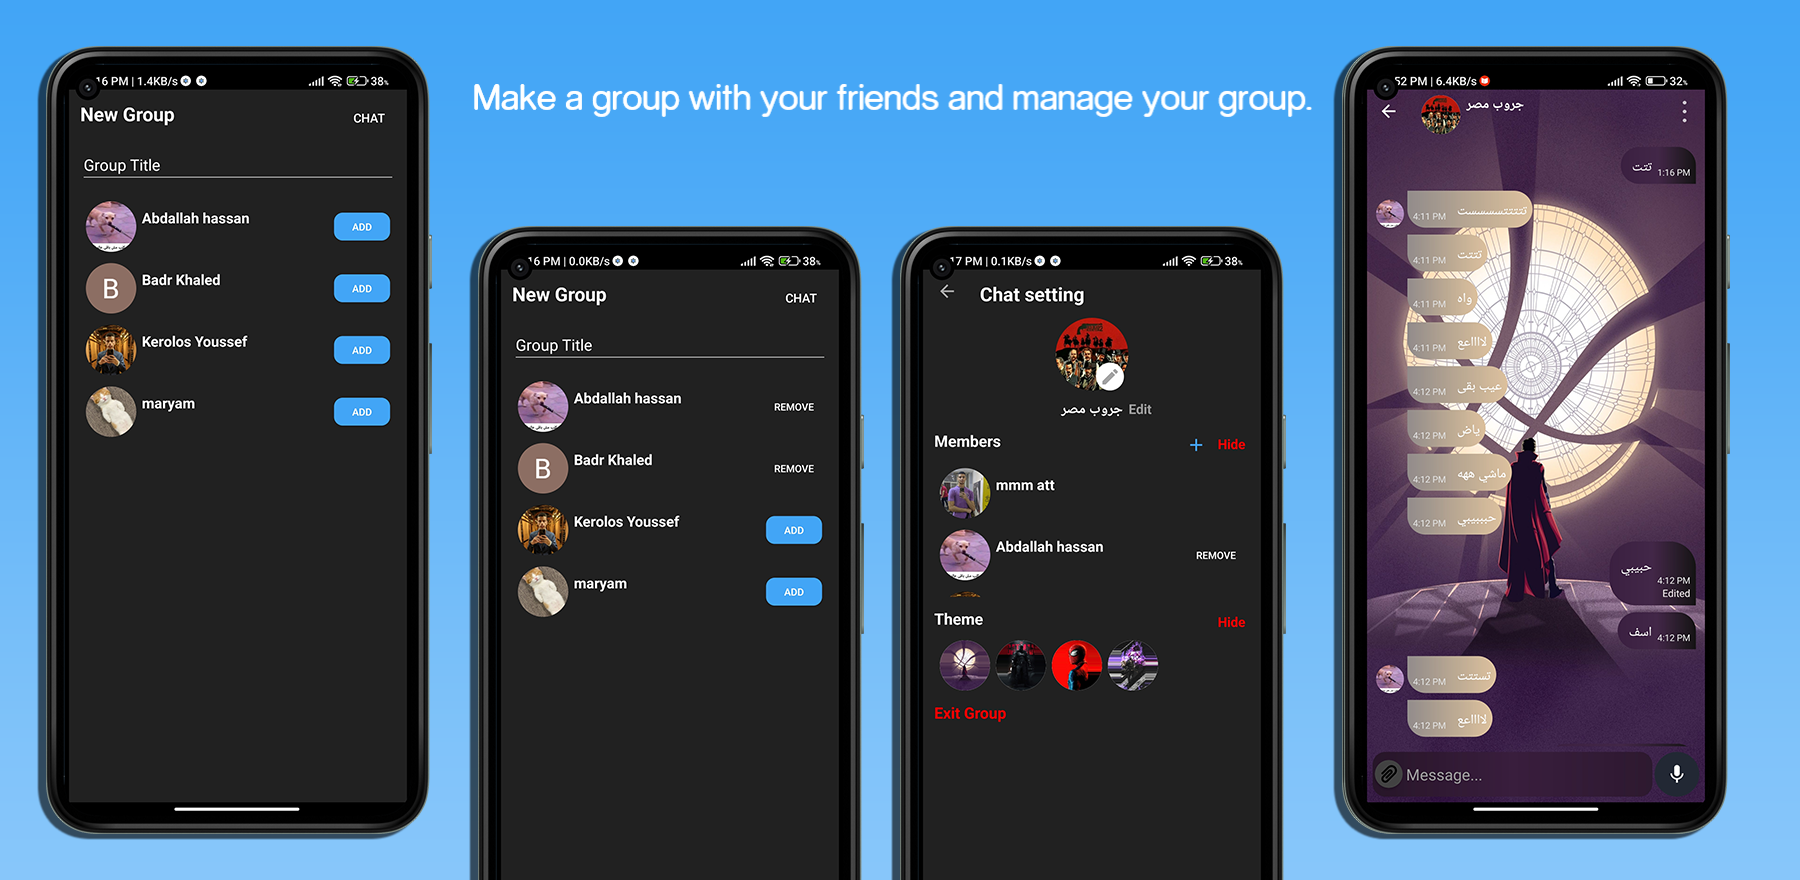 Make a group with your friends and manage your group.
16 PM | 1.4KB/s
38%
New Group
CHAT
Group Title
Abdallah hassan
ADD
B
Badr Khaled
ADD
Kerolos Youssef
ADD
maryam
ADD
16 PM | 0.0KB/s
38%
New Group
CHAT
Group Title
Abdallah hassan
REMOVE
B
Badr Khaled
REMOVE
Kerolos Youssef
ADD
maryam
ADD
17 PM | 0.1KB/s
38%
Chat setting
جروب مصر Edit
Members
+ Hide
mmm att
Abdallah hassan
REMOVE
Theme
Hide
Exit Group
52 PM | 6.4KB/s
32%
جروب مصر
تتت 1:16 PM
4:11 PM
4:11 PM تتتت
4:11 PM واه
4:11 PM لااااعع
4:12 PM عيب بقى
4:12 PM ياض
4:12 PM ماشي ههه
4:12 PM حبببيبي
حبيبي 4:12 PM
Edited
اسف 4:12 PM
4:12 PM تستتت
4:12 PM لااااعع
Message...